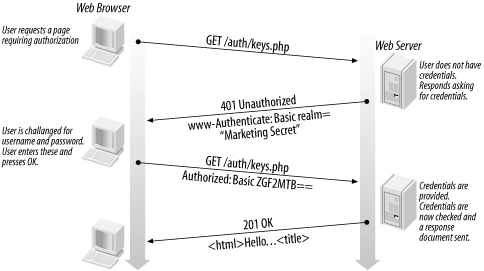 Web Browser
User requests a page
requiring authorization
GET /auth/keys.php
Web Server
User does not have
credentials.
Responds asking
for credentials.
401 Unauthorized
www-Authenticate: Basic realm=
"Marketing Secret"
User is challanged for
username and password.
User enters these and
presses OK.
GET /auth/keys.php
Authorized: Basic ZGF2MTB==
Credentials are
provided.
Credentials are
now checked and
a response
document sent.
201 OK
<html>Hello...<title>